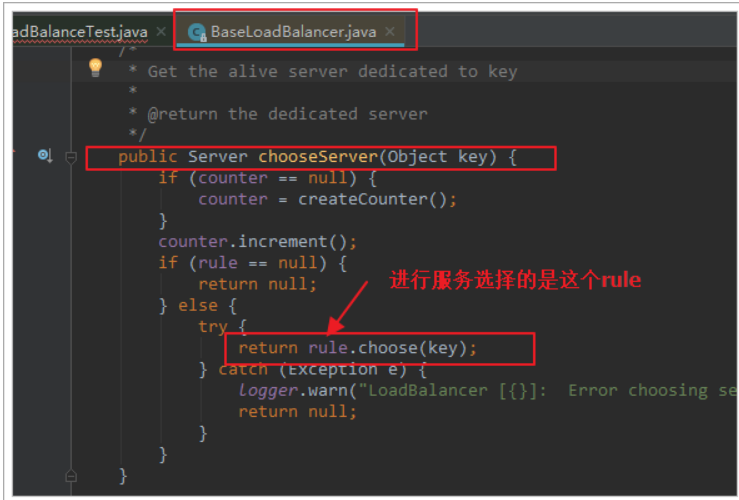 adBalanceTest.java × BaseLoadBalancer.java ×
/*
* Get the alive server dedicated to key
*
* @return the dedicated server
*/
public Server chooseServer(Object key) {
if (counter == null) {
counter = createCounter();
}
counter.increment();
if (rule == null) {
return null;
进行服务选择的是这个rule
} else {
try {
return rule.choose(key);
} catch (Exception e) {
logger.warn("LoadBalancer [{}]:  Error choosing se
return null;
}
}
}